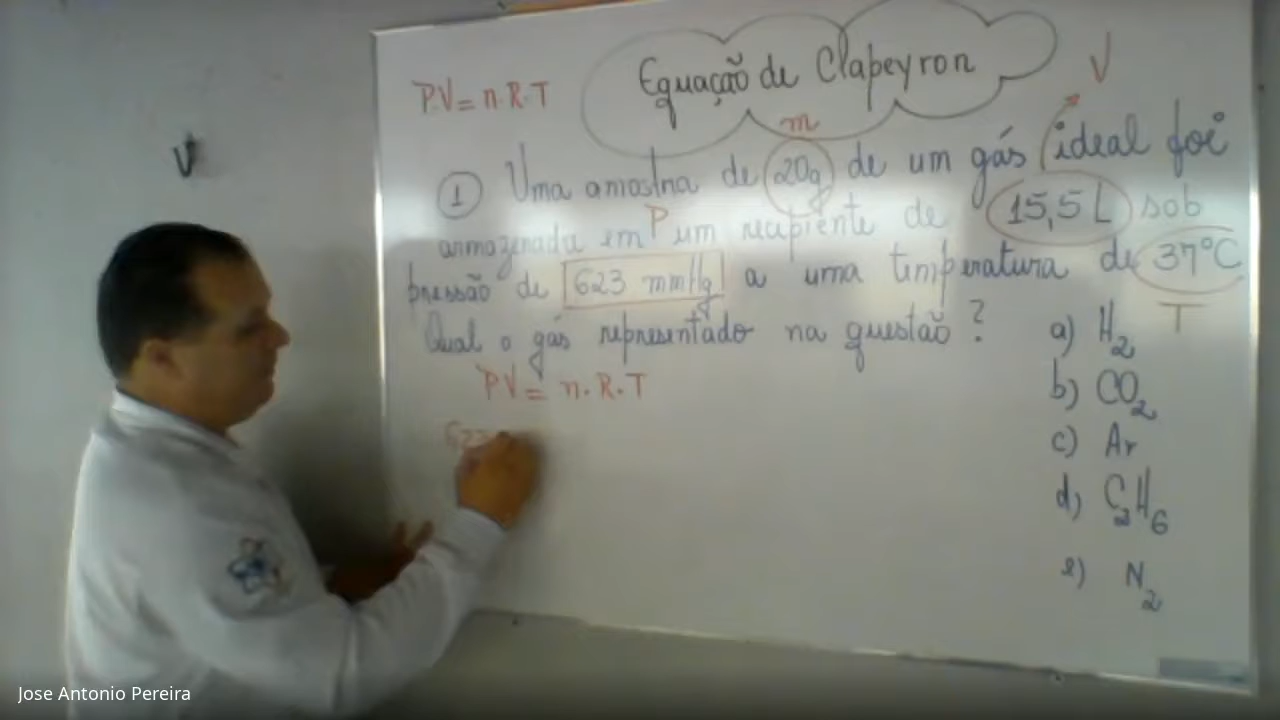 Equação de Clapeyron
V
P.V = n.R.T
m
V
1 Uma amostra de 20g de um gás ideal foi
armazenada em um recipiente de 15,5 L sob
P
pressão de 623 mmHg a uma temperatura de 37°C
T
Qual o gás representado na questão?
a) H2
PV = n.R.T
b) CO2
623
c) Ar
d) C2H6
e) N2
Jose Antonio Pereira